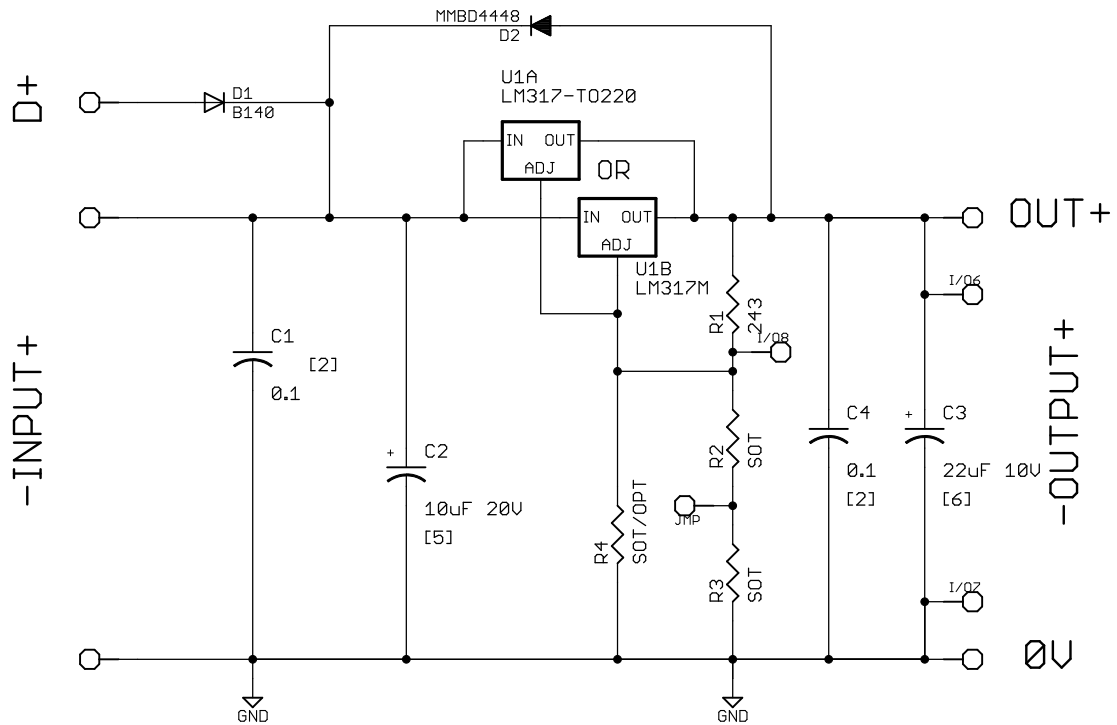 MMBD4448
D2
U1A
LM317-TO220
D+
D1
B140
IN OUT
ADJ
OR
IN OUT
ADJ
OUT+
U1B
LM317M
I/O6
R1
243
I/O8
C1
[2]
0.1
-INPUT+
-OUTPUT+
C4
+ C3
R2
SOT
0.1
[2]
22uF 10V
[6]
+ C2
10uF 20V
[5]
JMP
R4
SOT/OPT
R3
SOT
I/O7
0V
GND
GND